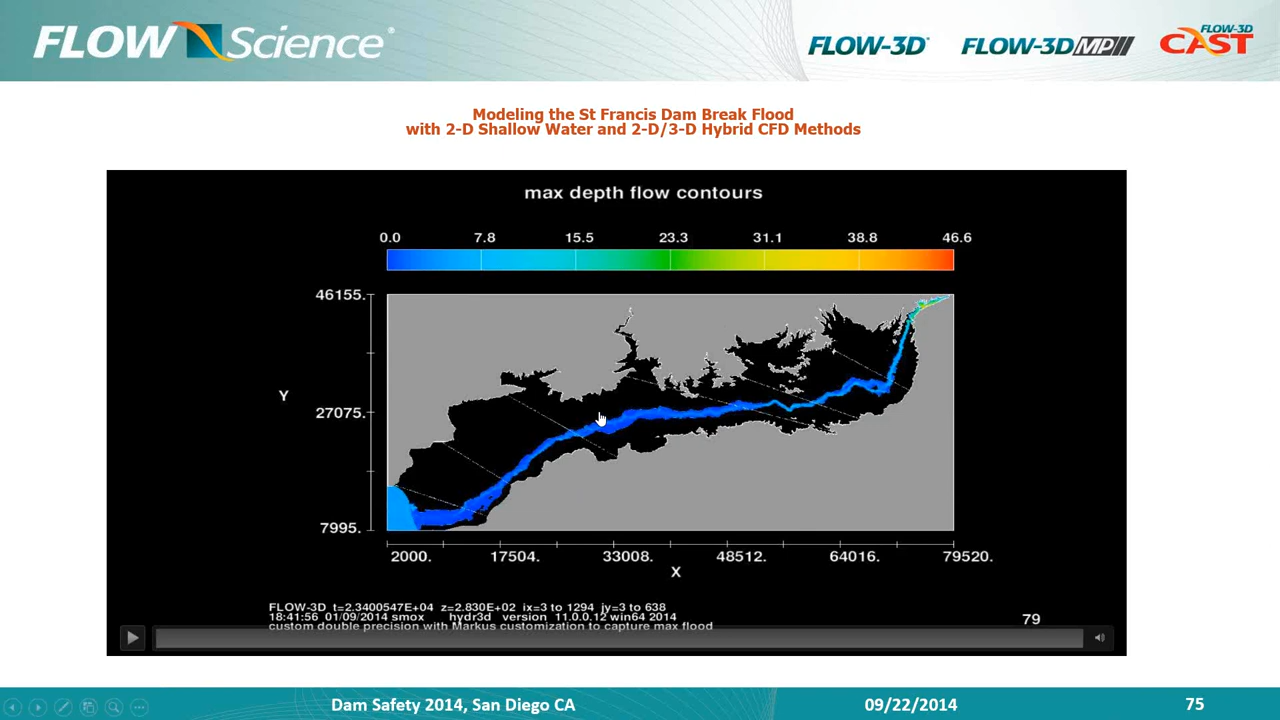 FLOW Science®
FLOW-3D® FLOW-3D MP FLOW-3D CAST
Modeling the St Francis Dam Break Flood
with 2-D Shallow Water and 2-D/3-D Hybrid CFD Methods
max depth flow contours
0.0 7.8 15.5 23.3 31.1 38.8 46.6
46155.
Y
27075.
7995.
2000. 17504. 33008. 48512. 64016. 79520.
X
FLOW-3D t=2.3400547E+04 z=2.830E+02 ix=3 to 1294 jy=3 to 638
18:41:56 01/09/2014 smox hydr3d version 11.0.0.12 win64 2014
79
custom double precision with Markus customization to capture max flood
Dam Safety 2014, San Diego CA 09/22/2014 75